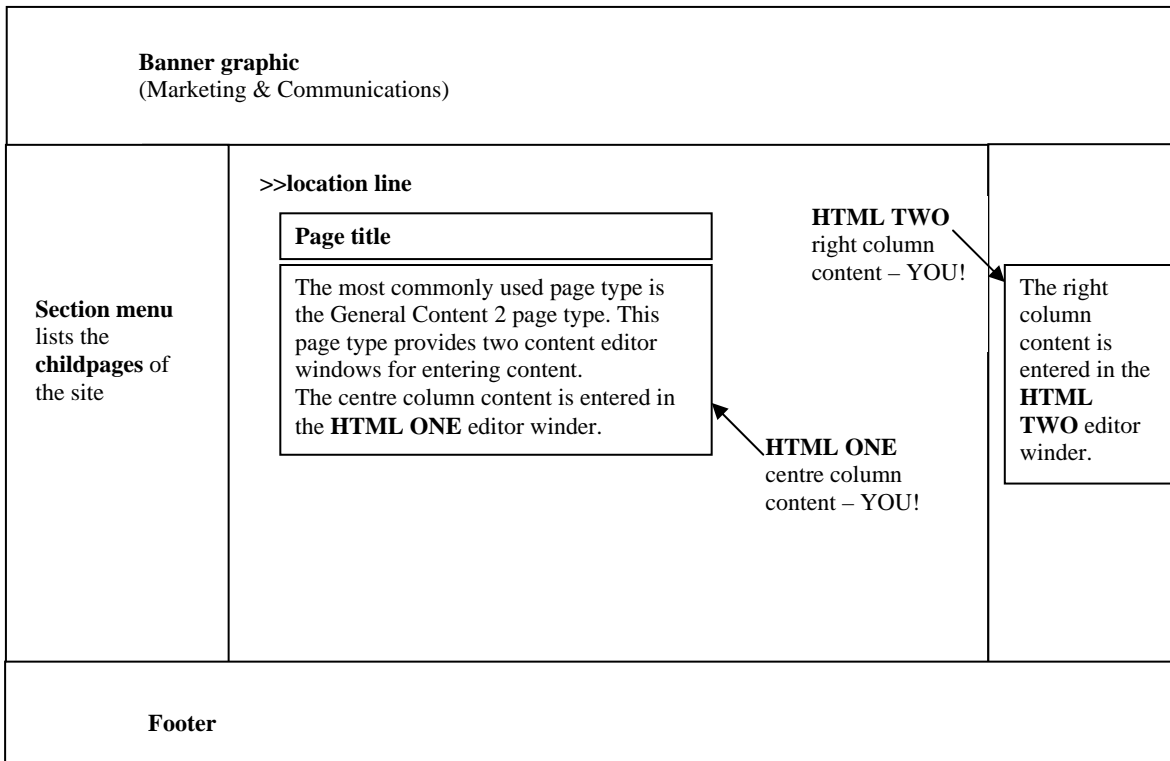 Banner graphic
(Marketing & Communications)
>>location line
Page title
The most commonly used page type is
the General Content 2 page type. This
page type provides two content editor
windows for entering content.
The centre column content is entered in
the HTML ONE editor winder.
Section menu
lists the
childpages of
the site
HTML TWO
right column
content – YOU!
The right
column
content is
entered in the
HTML
TWO editor
winder.
HTML ONE
centre column
content – YOU!
Footer